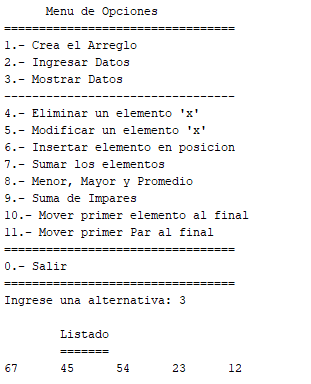 Menu de Opciones
=================================
1.- Crea el Arreglo
2.- Ingresar Datos
3.- Mostrar Datos
---------------------------------
4.- Eliminar un elemento 'x'
5.- Modificar un elemento 'x'
6.- Insertar elemento en posicion
7.- Sumar los elementos
8.- Menor, Mayor y Promedio
9.- Suma de Impares
10.- Mover primer elemento al final
11.- Mover primer Par al final
=================================
0.- Salir
=================================
Ingrese una alternativa: 3
Listado
=======
67 45 54 23 12